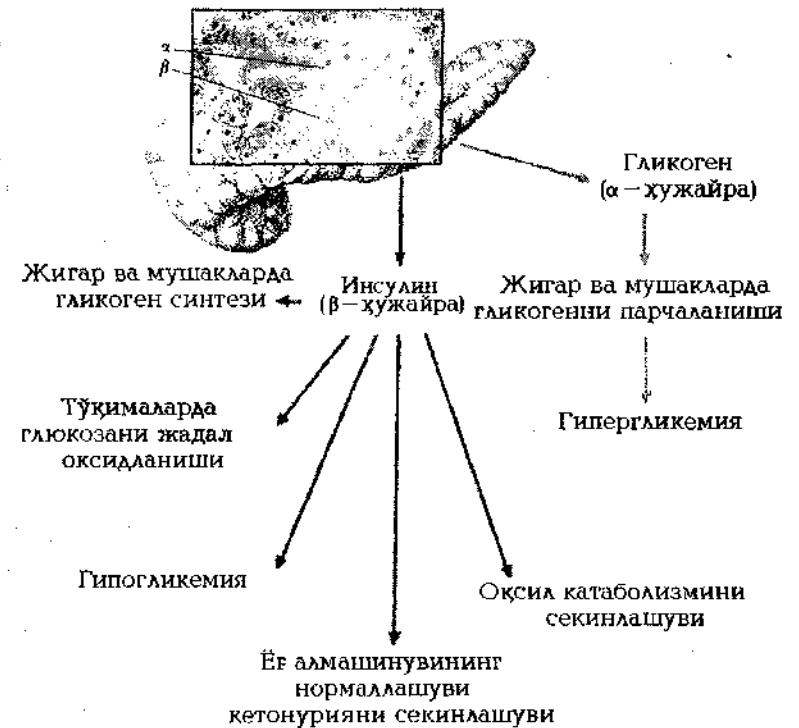 α
β
Гликоген
(α – ҳужайра)
Жигар ва мушакларда
гликоген синтези
Инсулин
(β – ҳужайра)
Жигар ва мушакларда
гликогенни парчаланиши
Тўқималарда
глюкозани жадал
оксидланиши
Гипергликемия
Гипогликемия
Оқсил катаболизмини
секинлашуви
Ёғ алмашинувининг
нормаллашуви
кетонурияни секинлашуви